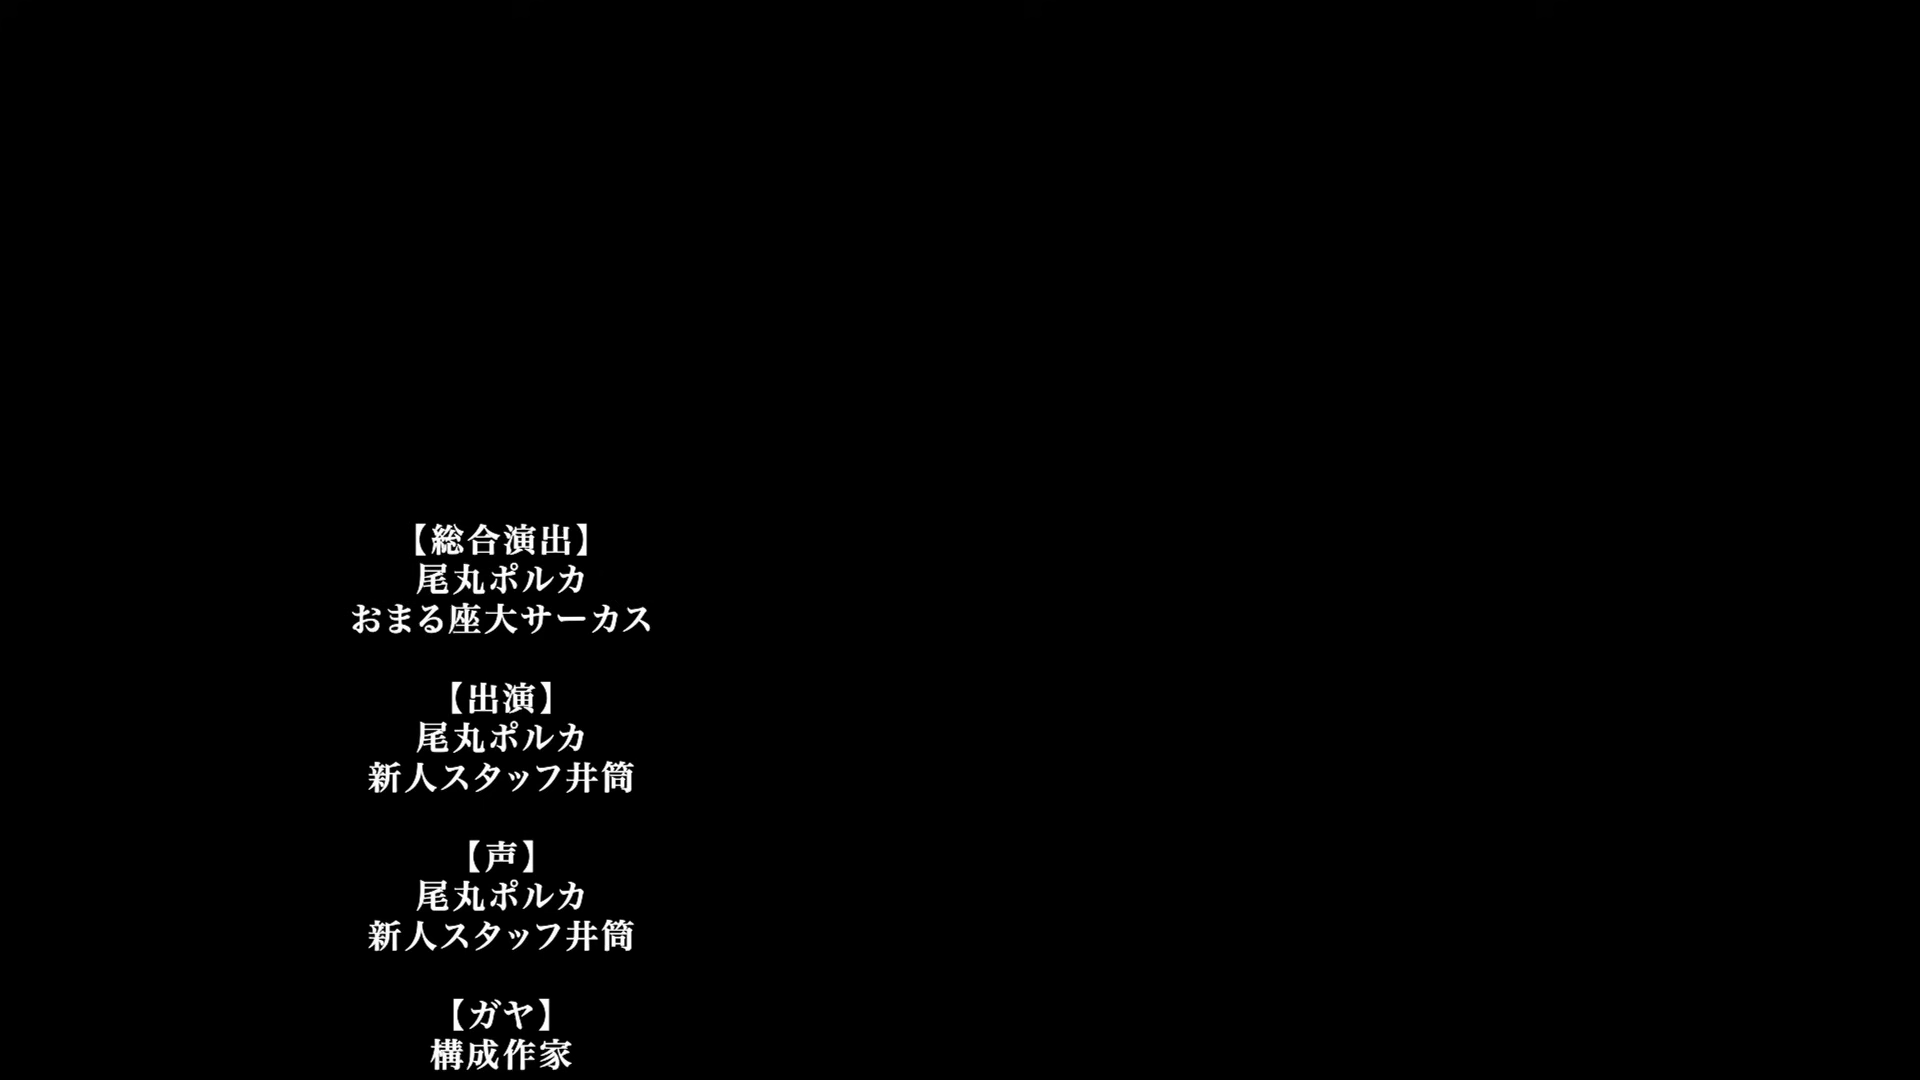 【総合演出】
尾丸ポルカ
おまる座大サーカス
【出演】
尾丸ポルカ
新人スタッフ井筒
【声】
尾丸ポルカ
新人スタッフ井筒
【ガヤ】
構成作家